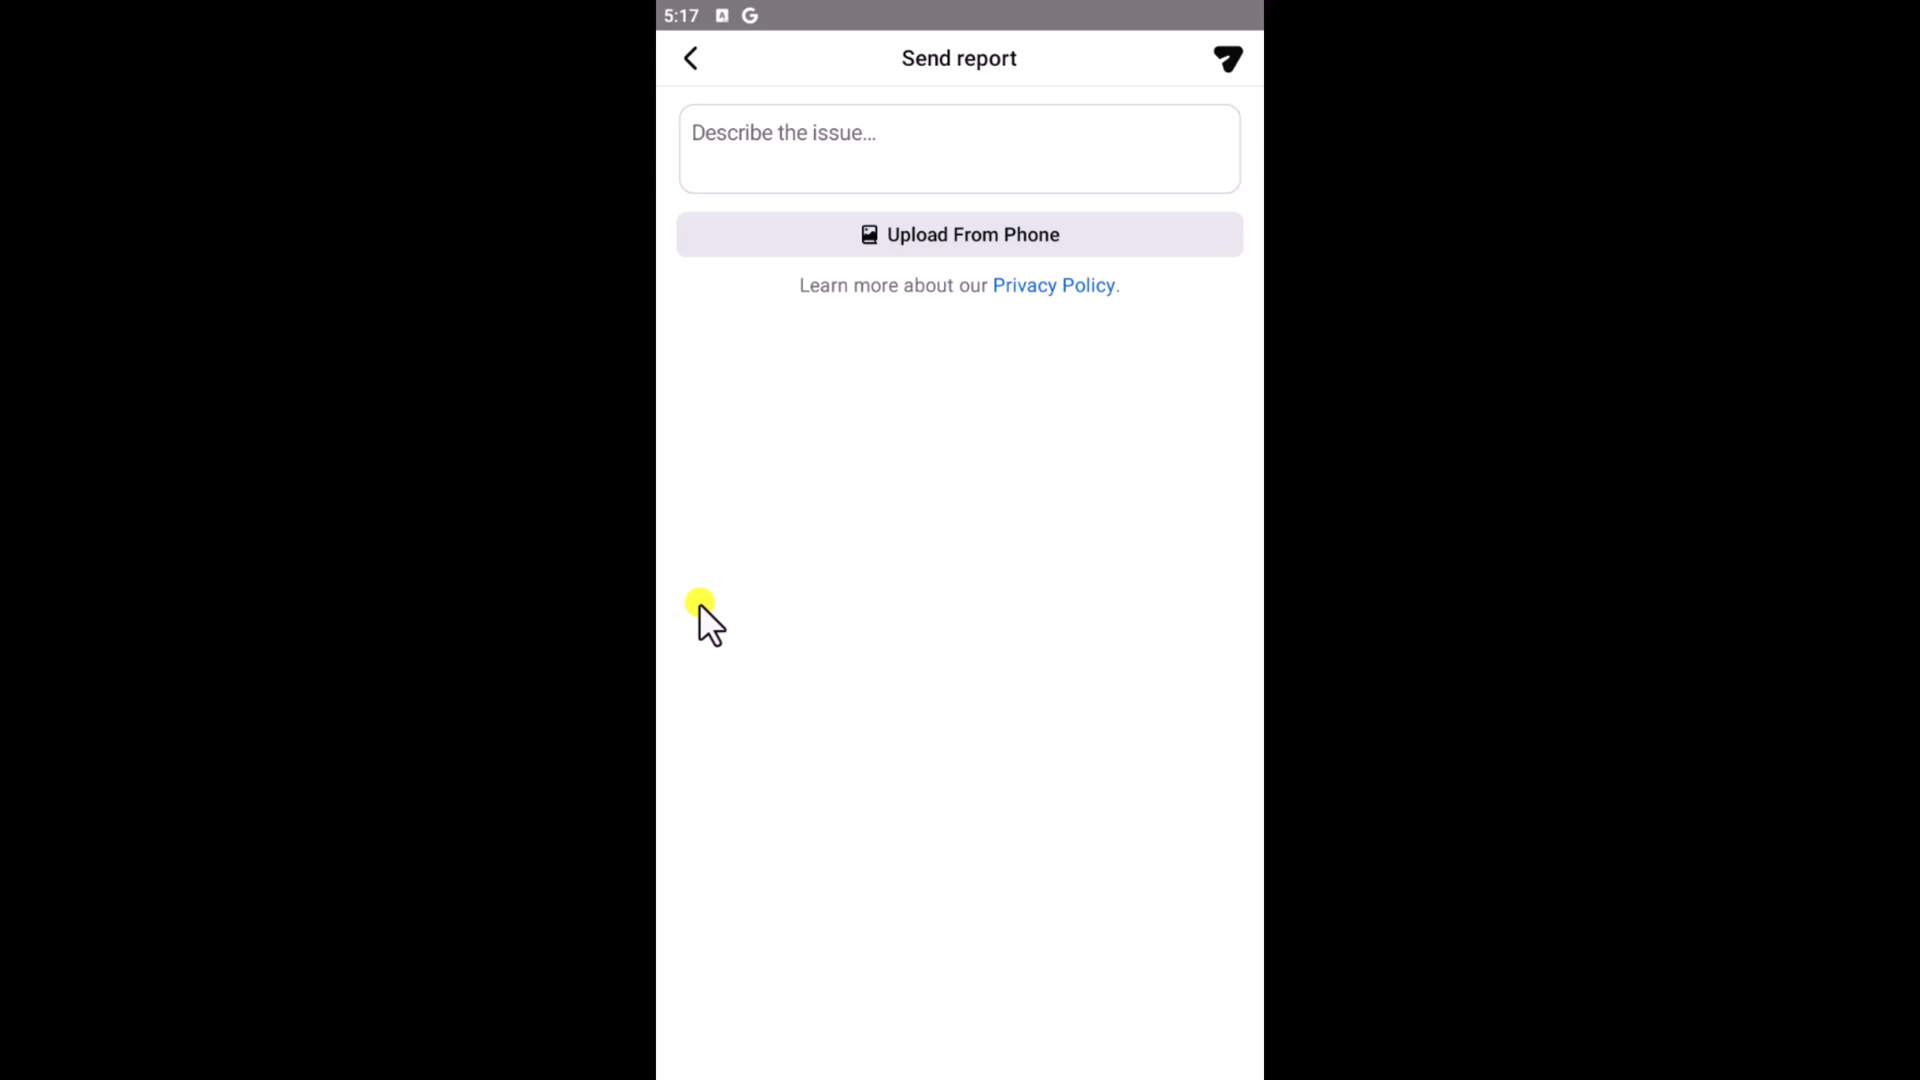 5:17 A G
Send report
Describe the issue...
Upload From Phone
Learn more about our Privacy Policy.